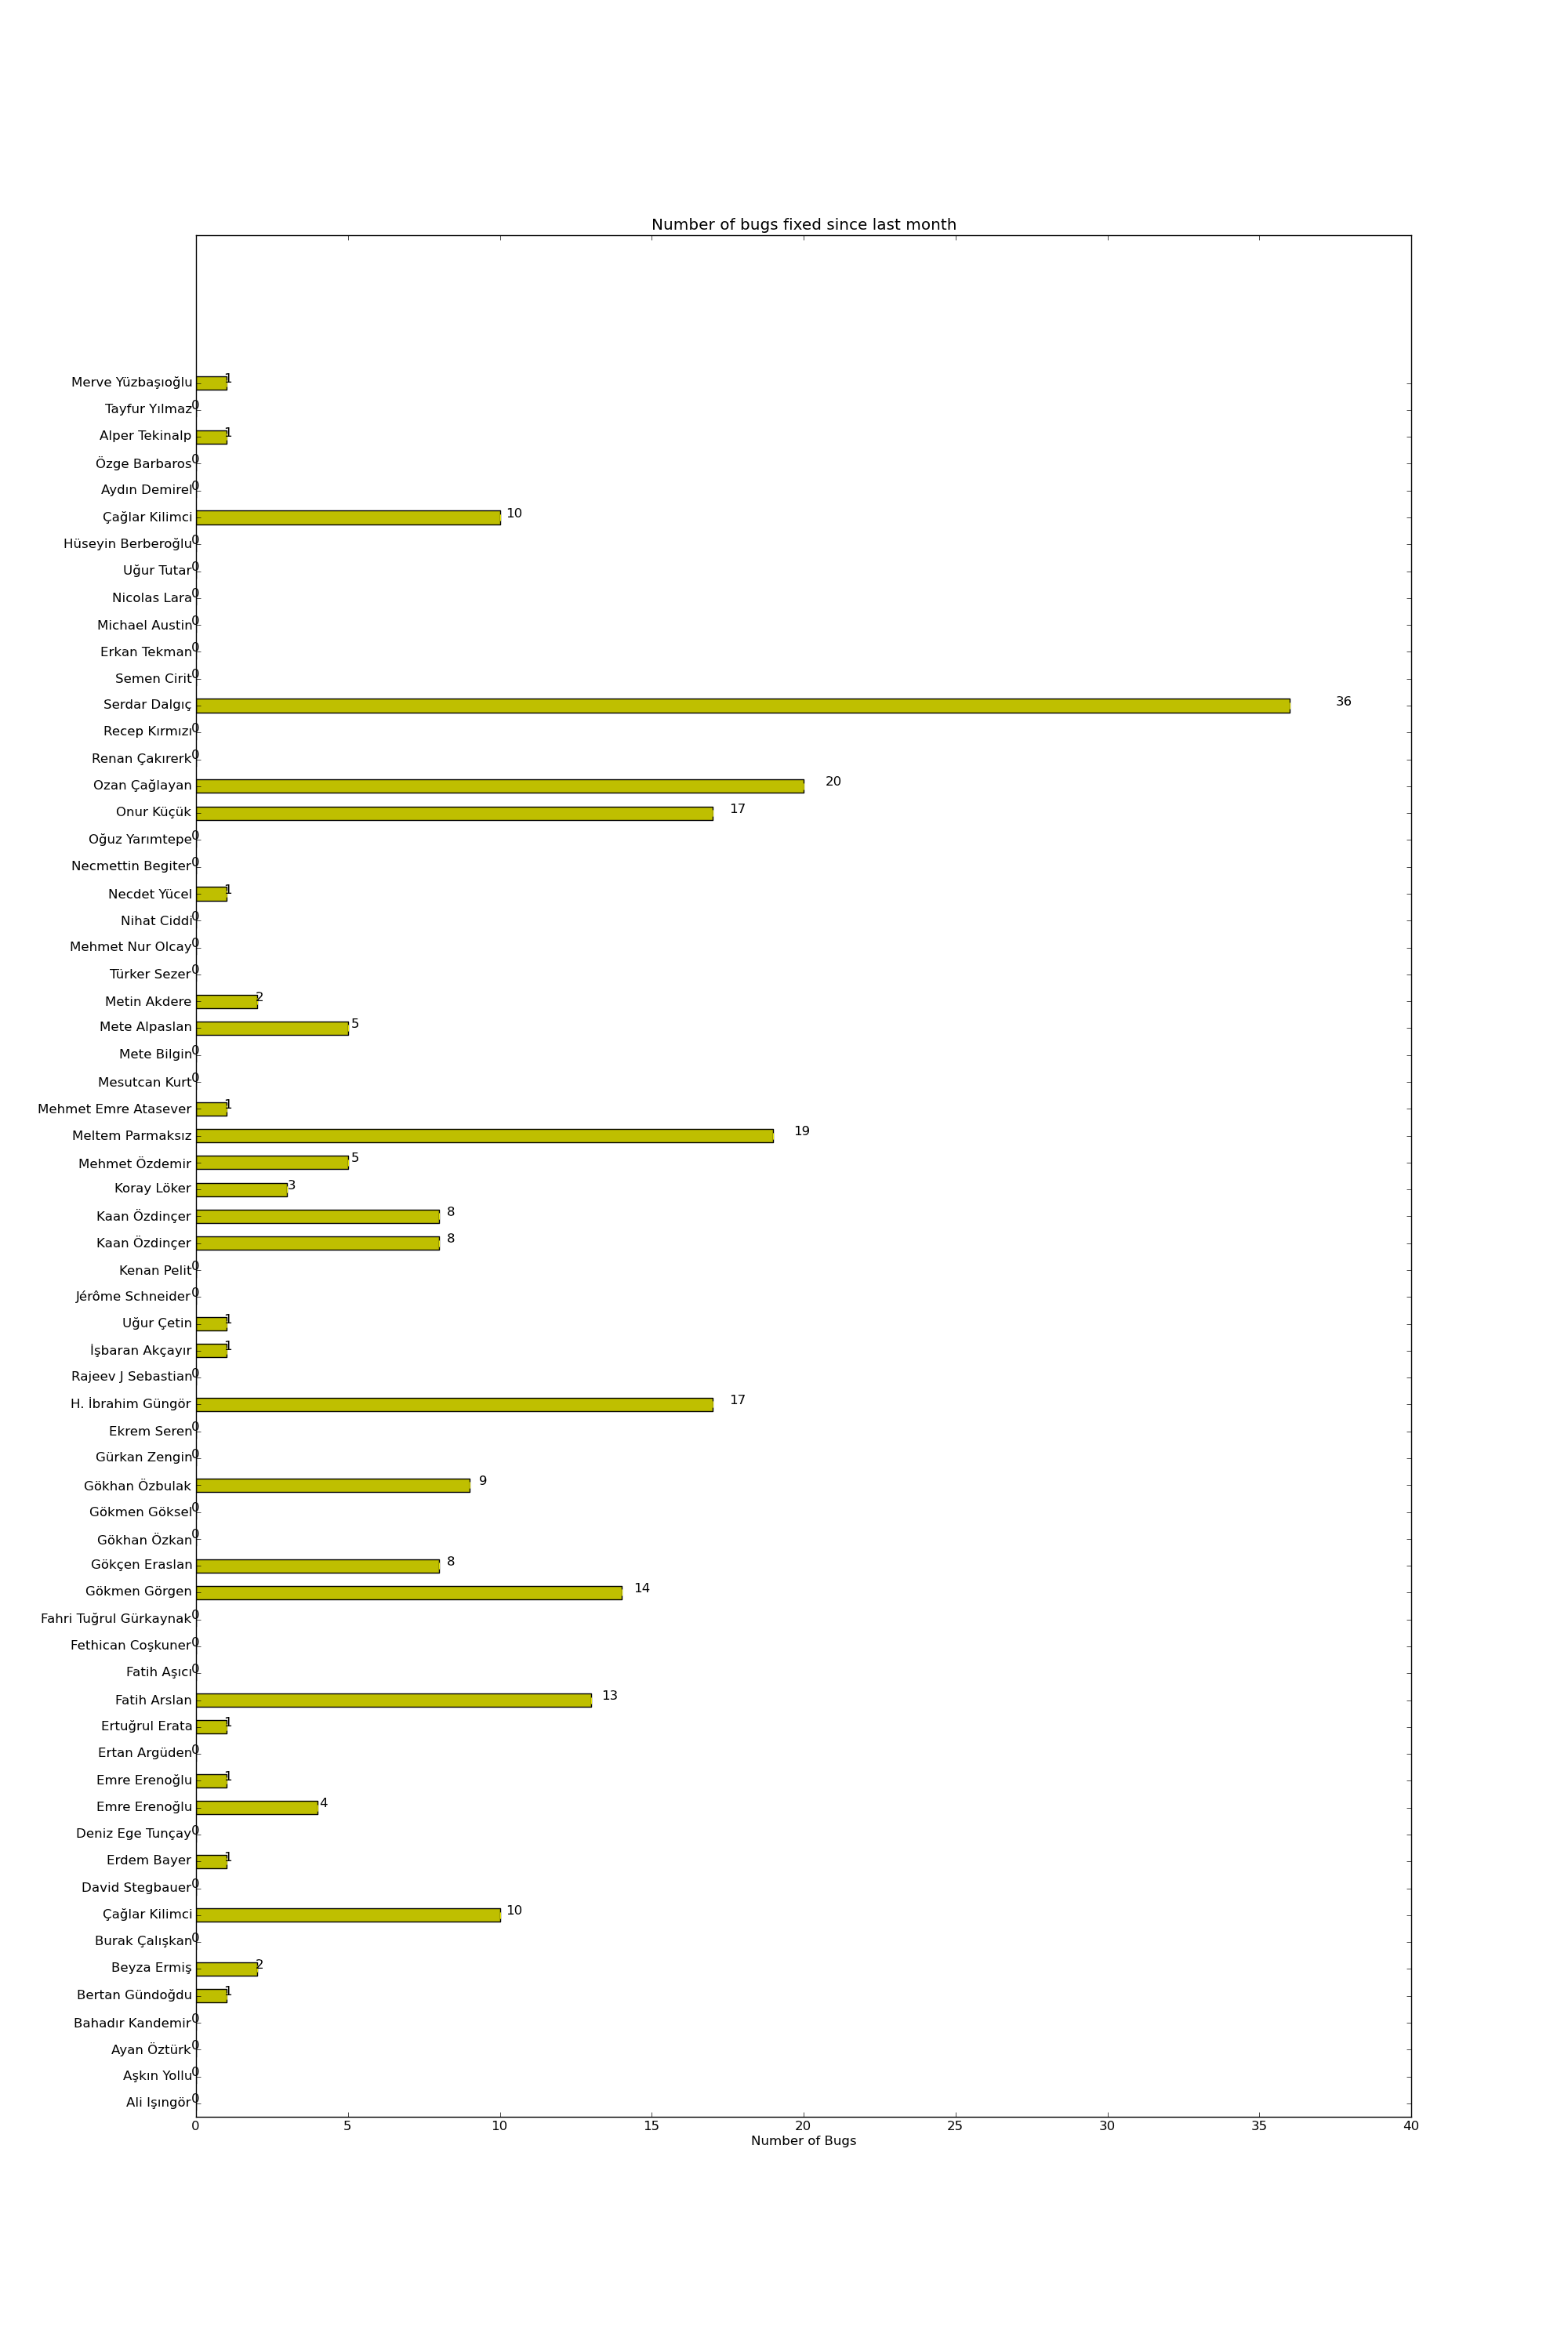 Number of bugs fixed since last month
Merve Yüzbaşıoğlu 1
Tayfur Yılmaz 0
Alper Tekinalp 1
Özge Barbaros 0
Aydın Demirel 0
Çağlar Kilimci 10
Hüseyin Berberoğlu 0
Uğur Tutar 0
Nicolas Lara 0
Michael Austin 0
Erkan Tekman 0
Semen Cirit 0
Serdar Dalgıç 36
Recep Kırmızı 0
Renan Çakırerk 0
Ozan Çağlayan 20
Onur Küçük 17
Oğuz Yarımtepe 0
Necmettin Begiter 0
Necdet Yücel 1
Nihat Ciddi 0
Mehmet Nur Olcay 0
Türker Sezer 0
Metin Akdere 2
Mete Alpaslan 5
Mete Bilgin 0
Mesutcan Kurt 0
Mehmet Emre Atasever 1
Meltem Parmaksız 19
Mehmet Özdemir 5
Koray Löker 3
Kaan Özdinçer 8
Kaan Özdinçer 8
Kenan Pelit 0
Jérôme Schneider 0
Uğur Çetin 1
İşbaran Akçayır 1
Rajeev J Sebastian 0
H. İbrahim Güngör 17
Ekrem Seren 0
Gürkan Zengin 0
Gökhan Özbulak 9
Gökmen Göksel 0
Gökhan Özkan 0
Gökçen Eraslan 8
Gökmen Görgen 14
Fahri Tuğrul Gürkaynak 0
Fethican Coşkuner 0
Fatih Aşıcı 0
Fatih Arslan 13
Ertuğrul Erata 1
Ertan Argüden 0
Emre Erenoğlu 1
Emre Erenoğlu 4
Deniz Ege Tunçay 0
Erdem Bayer 1
David Stegbauer 0
Çağlar Kilimci 10
Burak Çalışkan 0
Beyza Ermiş 2
Bertan Gündoğdu 1
Bahadır Kandemir 0
Ayan Öztürk 0
Aşkın Yollu 0
Ali Işıngör 0
0 5 10 15 20 25 30 35 40
Number of Bugs